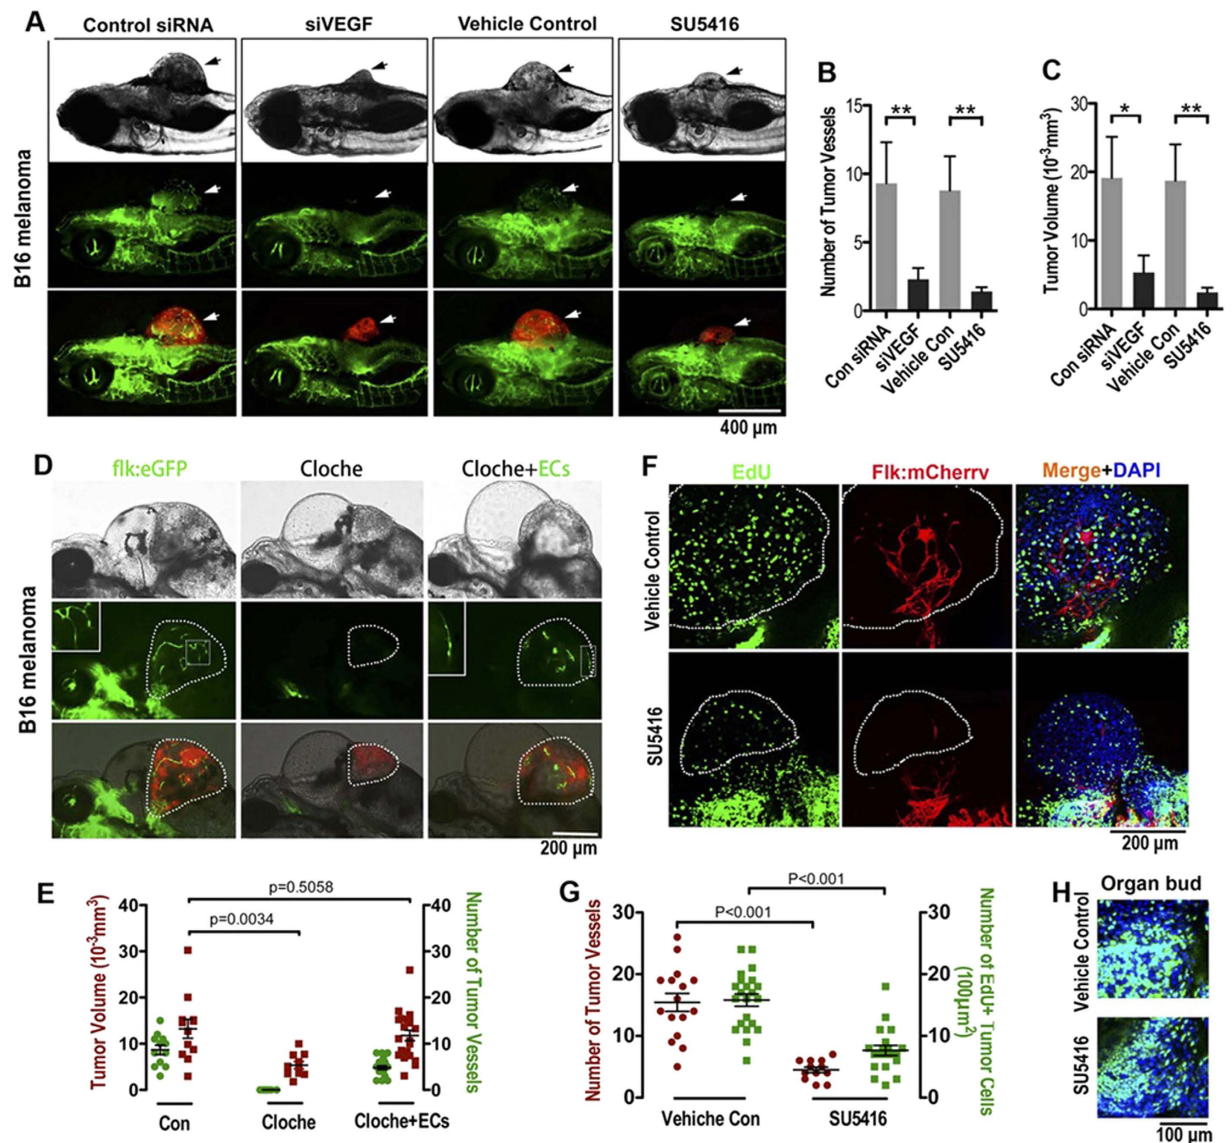 A
Control siRNA
siVEGF
Vehicle Control
SU5416
B16 melanoma
400 µm
B
Number of Tumor Vessels
15
10
5
0
**
**
Con siRNA
siVEGF
Vehicle Con
SU5416
C
Tumor Volume (10-3mm3)
30
20
10
0
*
**
Con siRNA
siVEGF
Vehicle Con
SU5416
D
flk:eGFP
Cloche
Cloche+ECs
B16 melanoma
200 µm
F
EdU
Flk:mCherrv
Merge+DAPI
Vehicle Control
SU5416
200 µm
E
Tumor Volume (10-3mm3)
40
30
20
10
0
p=0.5058
p=0.0034
40
30
20
10
0
Number of Tumor Vessels
Con
Cloche
Cloche+ECs
G
Number of Tumor Vessels
30
20
10
0
P<0.001
P<0.001
30
20
10
0
Number of EdU+ Tumor Cells
(100µm2)
Vehiche Con
SU5416
H
Organ bud
Vehicle Control
SU5416
100 µm